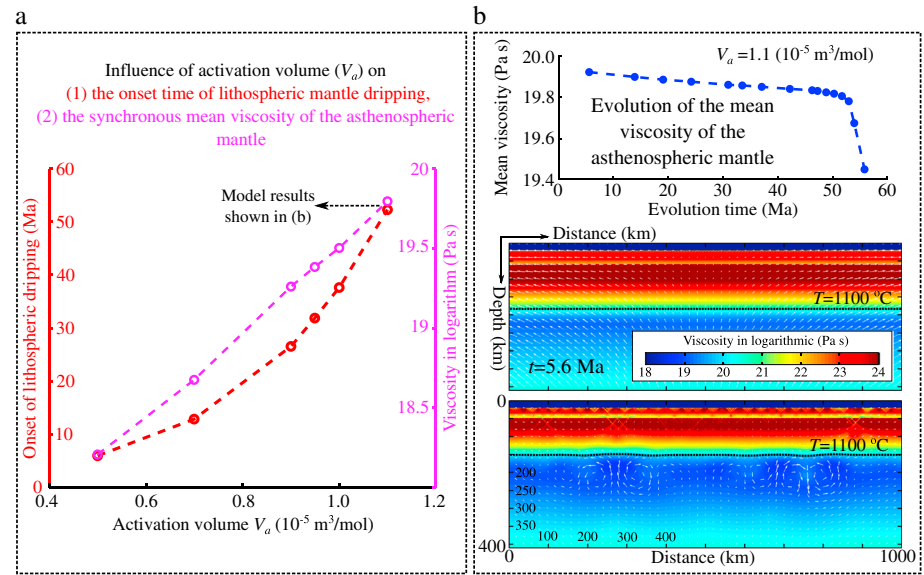 a
Influence of activation volume (Va) on
(1) the onset time of lithospheric mantle dripping,
(2) the synchronous mean viscosity of the asthenospheric
mantle
Onset of lithospheric dripping (Ma)
60
50
40
30
20
10
0
Model results
shown in (b)
20
19.5
19
18.5
Viscosity in logarithm (Pa s)
0.4
0.6
0.8
1.0
1.2
Activation volume Va (10-5 m3/mol)
b
Mean viscosity (Pa s)
20.0
19.8
19.6
19.4
Va =1.1 (10-5 m3/mol)
Evolution of the mean
viscosity of the
asthenospheric mantle
0
10
20
30
40
50
60
Evolution time (Ma)
Distance (km)
Depth (km)
T=1100 oC
t=5.6 Ma
Viscosity in logarithmic (Pa s)
18 19 20 21 22 23 24
0
T=1100 oC
200
250
300
350
400
100 200 300 400
0
1000
Distance (km)